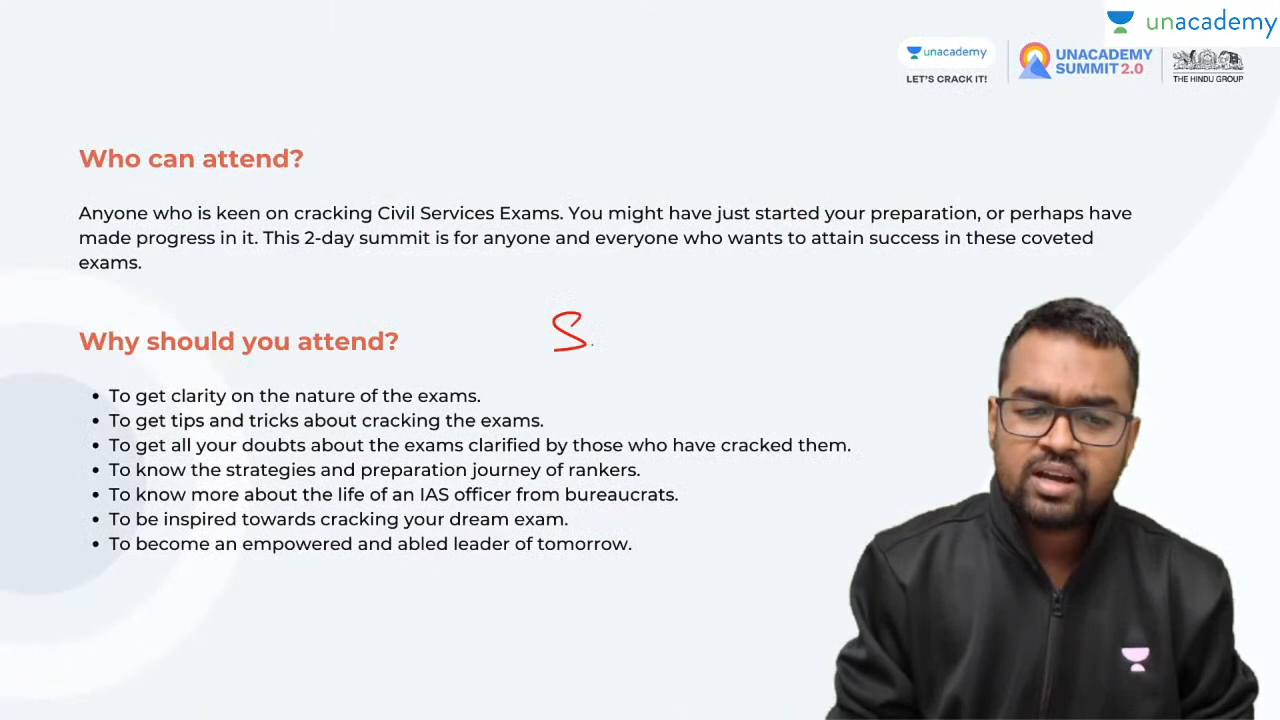 unacademy
unacademy
LET'S CRACK IT!
UNACADEMY
SUMMIT 2.0
THE HINDU GROUP
Who can attend?
Anyone who is keen on cracking Civil Services Exams. You might have just started your preparation, or perhaps have
made progress in it. This 2-day summit is for anyone and everyone who wants to attain success in these coveted
exams.
Why should you attend?
S
• To get clarity on the nature of the exams.
• To get tips and tricks about cracking the exams.
• To get all your doubts about the exams clarified by those who have cracked them.
• To know the strategies and preparation journey of rankers.
• To know more about the life of an IAS officer from bureaucrats.
• To be inspired towards cracking your dream exam.
• To become an empowered and abled leader of tomorrow.